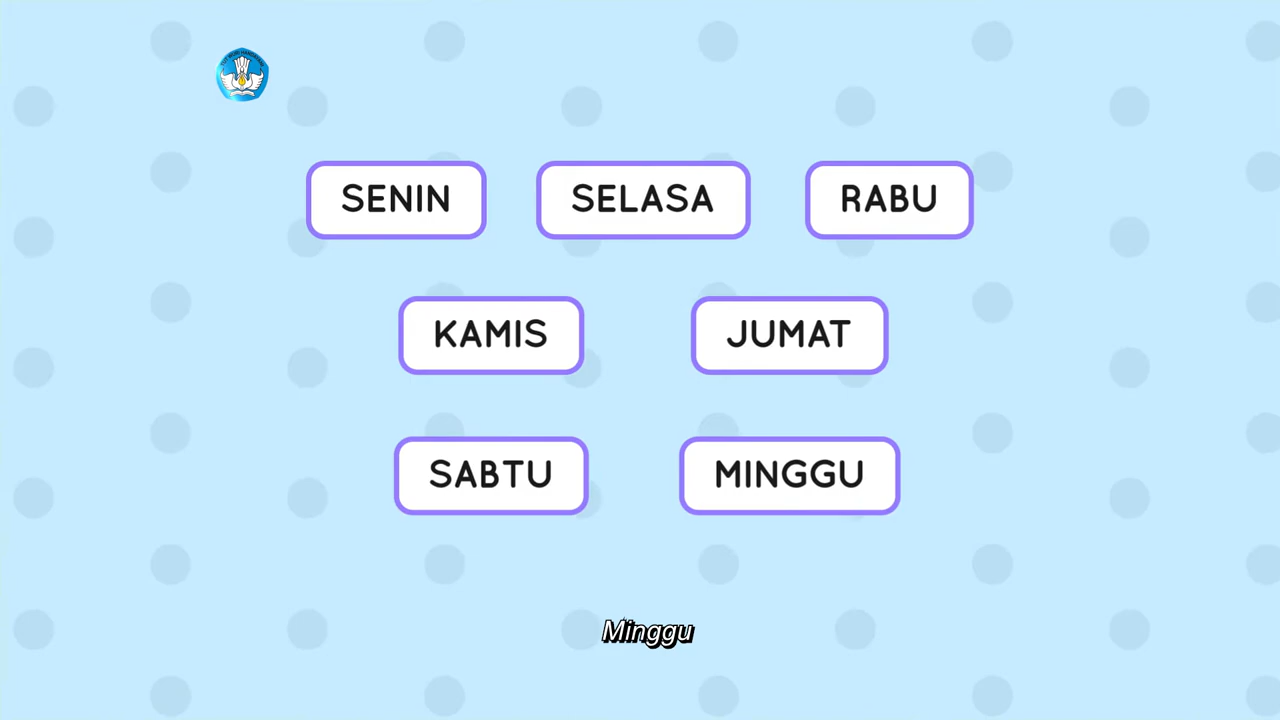 SENIN SELASA RABU
KAMIS JUMAT
SABTU MINGGU
Minggu